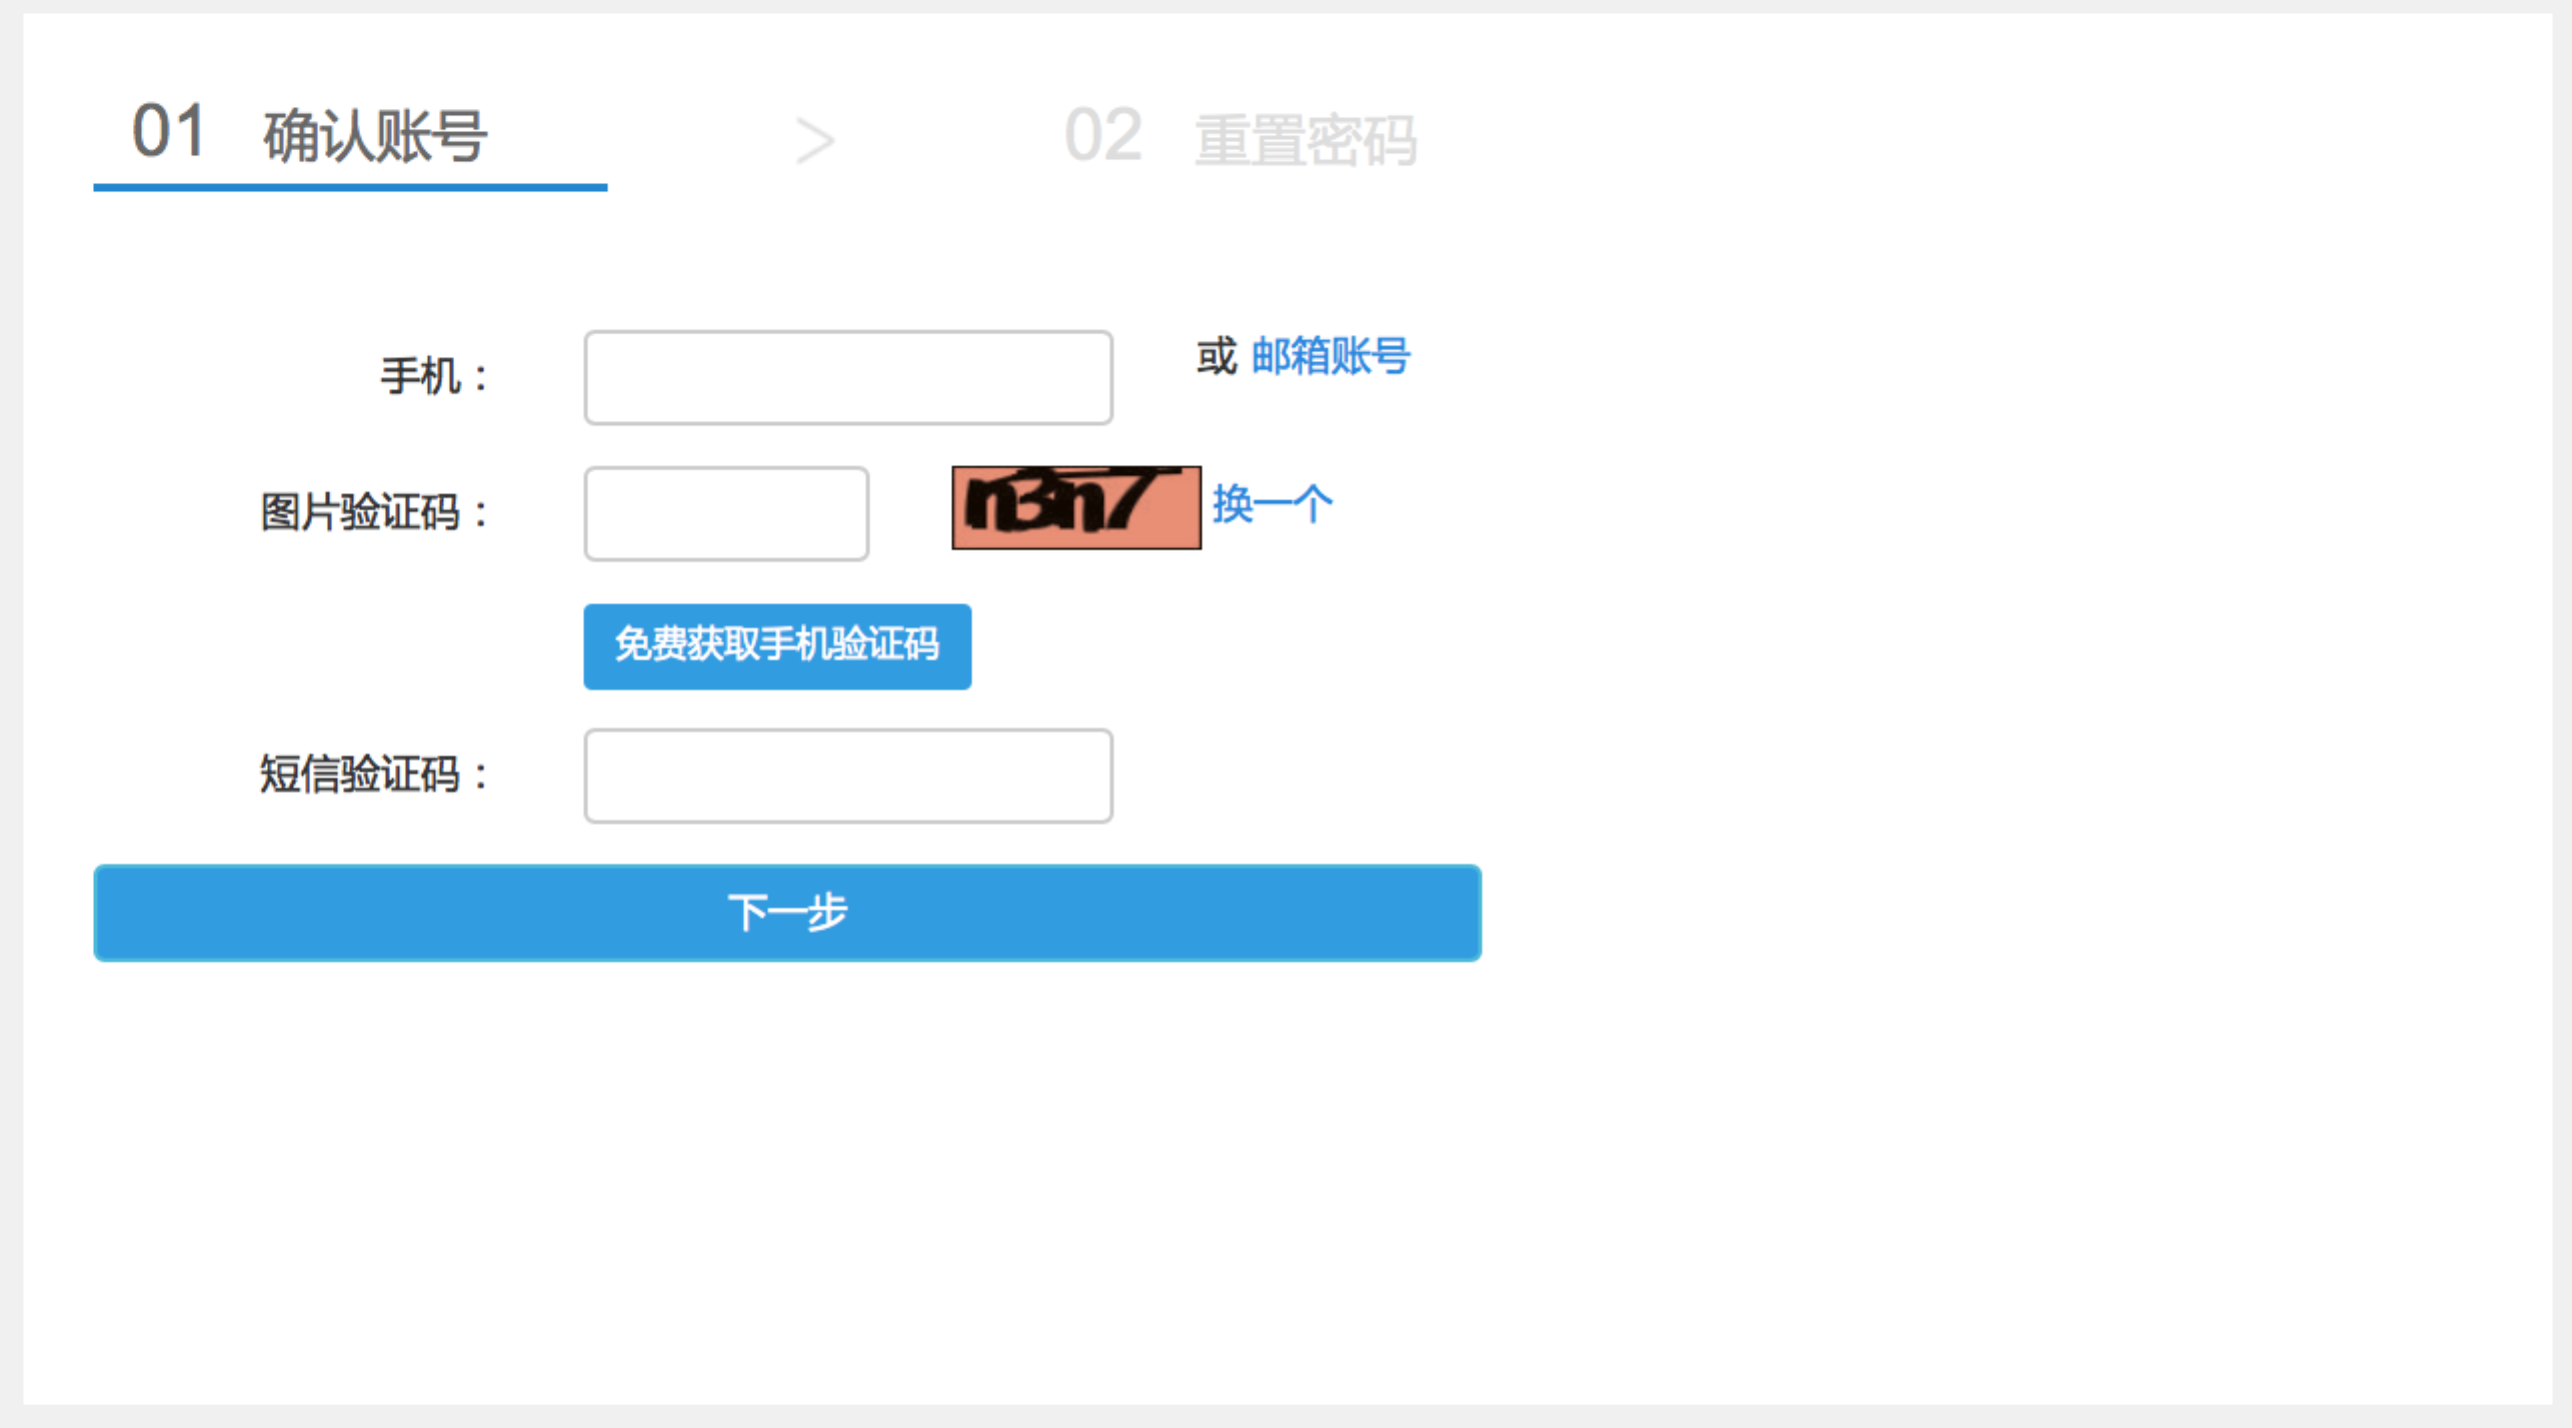 01 确认账号 > 02 重置密码
手机： 或 邮箱账号
图片验证码： n3n7 换一个
免费获取手机验证码
短信验证码：
下一步